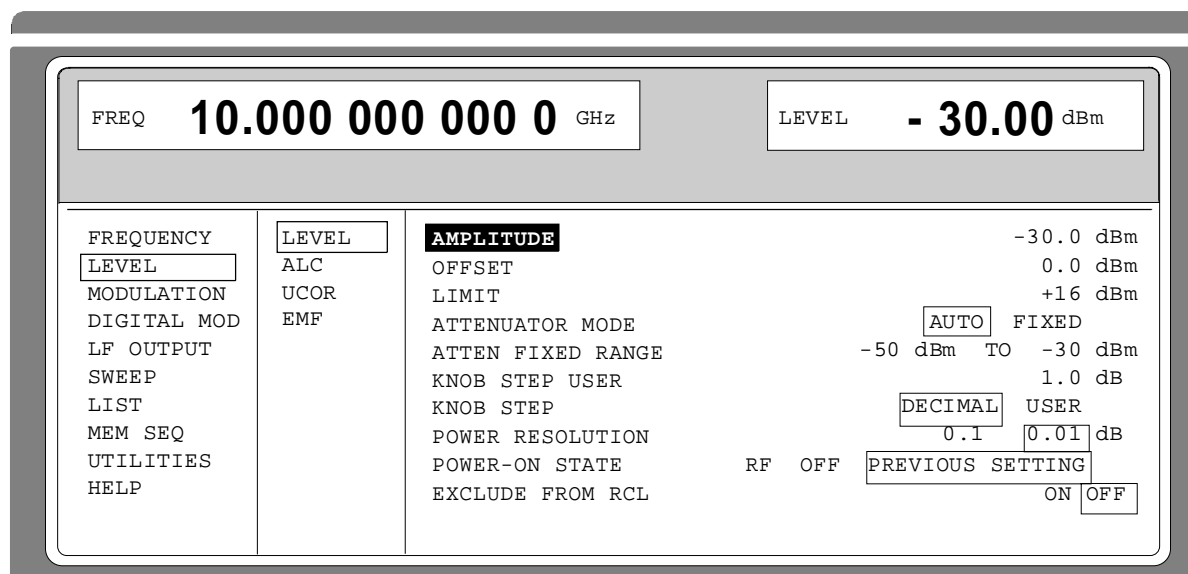 FREQ 10.000 000 000 0 GHz LEVEL - 30.00 dBm
FREQUENCY LEVEL AMPLITUDE -30.0 dBm
LEVEL ALC OFFSET 0.0 dBm
MODULATION UCOR LIMIT +16 dBm
DIGITAL MOD EMF ATTENUATOR MODE AUTO FIXED
LF OUTPUT ATTEN FIXED RANGE -50 dBm TO -30 dBm
SWEEP KNOB STEP USER 1.0 dB
LIST KNOB STEP DECIMAL USER
MEM SEQ POWER RESOLUTION 0.1 0.01 dB
UTILITIES POWER-ON STATE RF OFF PREVIOUS SETTING
HELP EXCLUDE FROM RCL ON OFF